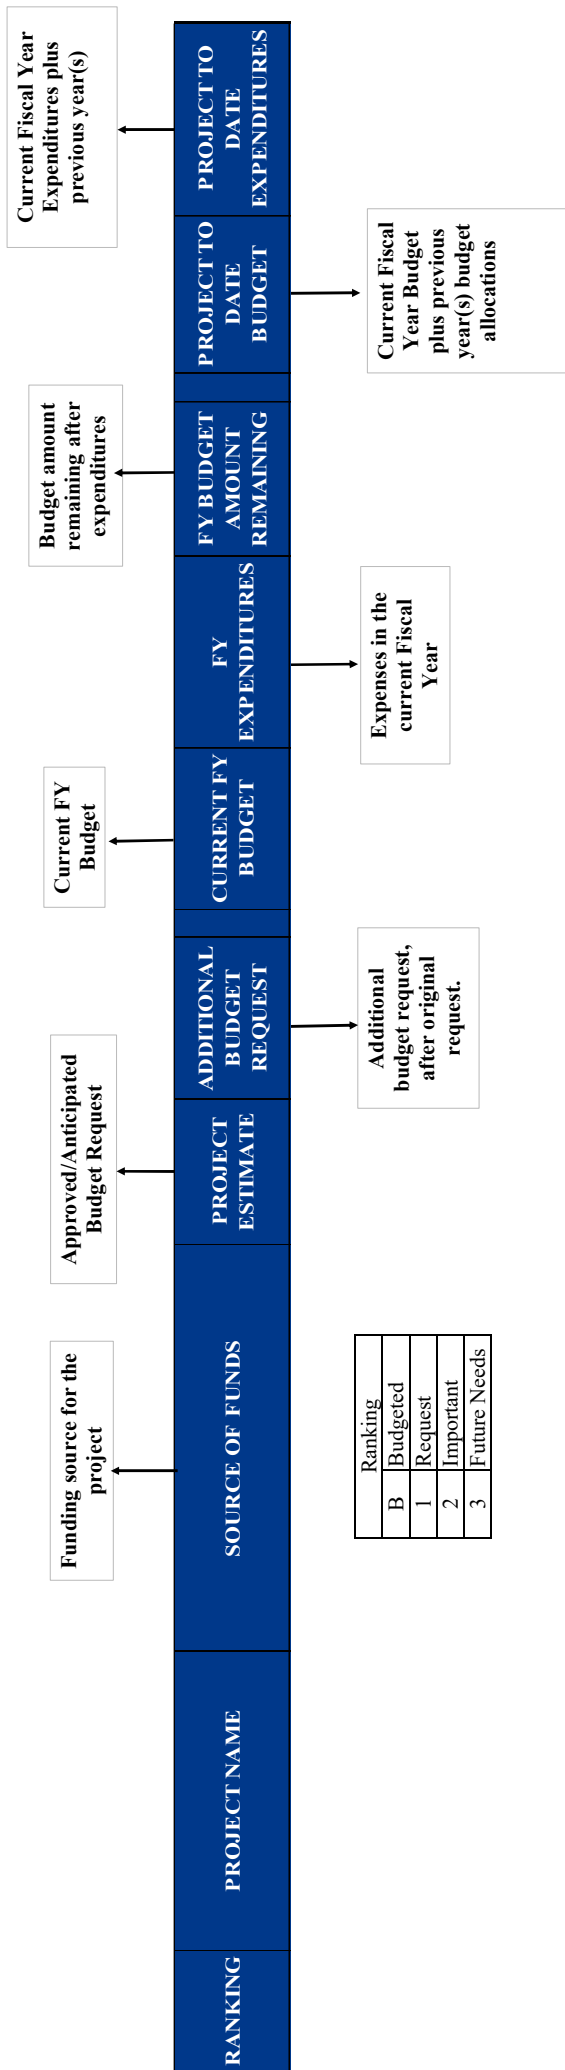 Funding source for the
project
Approved/Anticipated
Budget Request
Current FY
Budget
Budget amount
remaining after
expenditures
Current Fiscal Year
Expenditures plus
previous year(s)
RANKING
PROJECT NAME
SOURCE OF FUNDS
PROJECT
ESTIMATE
ADDITIONAL
BUDGET
REQUEST
CURRENT FY
BUDGET
FY
EXPENDITURES
FY BUDGET
AMOUNT
REMAINING
PROJECT TO
DATE
BUDGET
PROJECT TO
DATE
EXPENDITURES
Ranking
B Budgeted
1 Request
2 Important
3 Future Needs
Additional
budget request,
after original
request.
Expenses in the
current Fiscal
Year
Current Fiscal
Year Budget
plus previous
year(s) budget
allocations